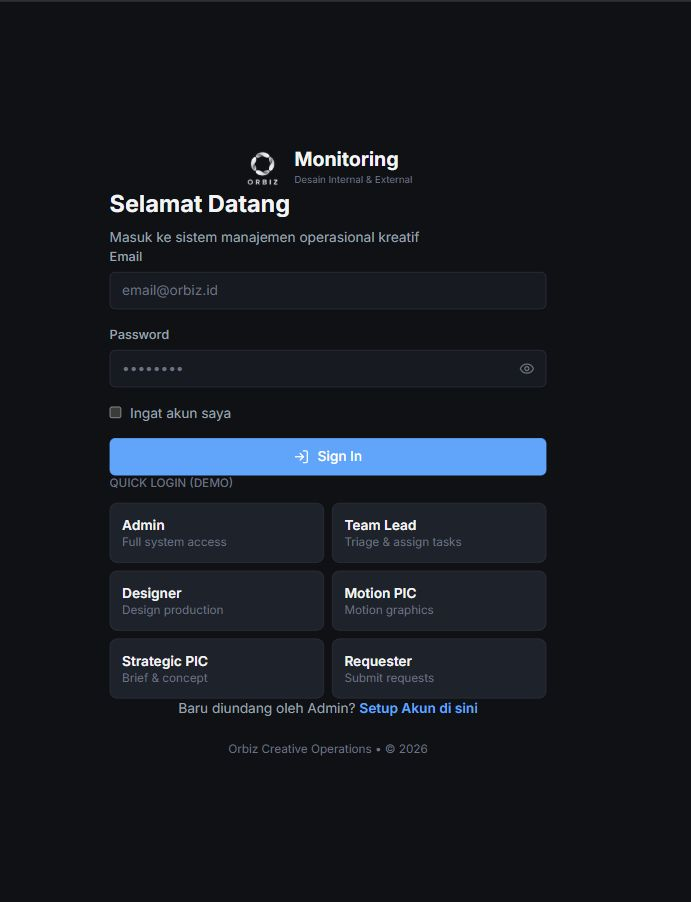 Monitoring
ORBIZ
Desain Internal & External
Selamat Datang
Masuk ke sistem manajemen operasional kreatif
Email
email@orbiz.id
Password
••••••••
Ingat akun saya
Sign In
QUICK LOGIN (DEMO)
Admin
Full system access
Team Lead
Triage & assign tasks
Designer
Design production
Motion PIC
Motion graphics
Strategic PIC
Brief & concept
Requester
Submit requests
Baru diundang oleh Admin? Setup Akun di sini
Orbiz Creative Operations • © 2026